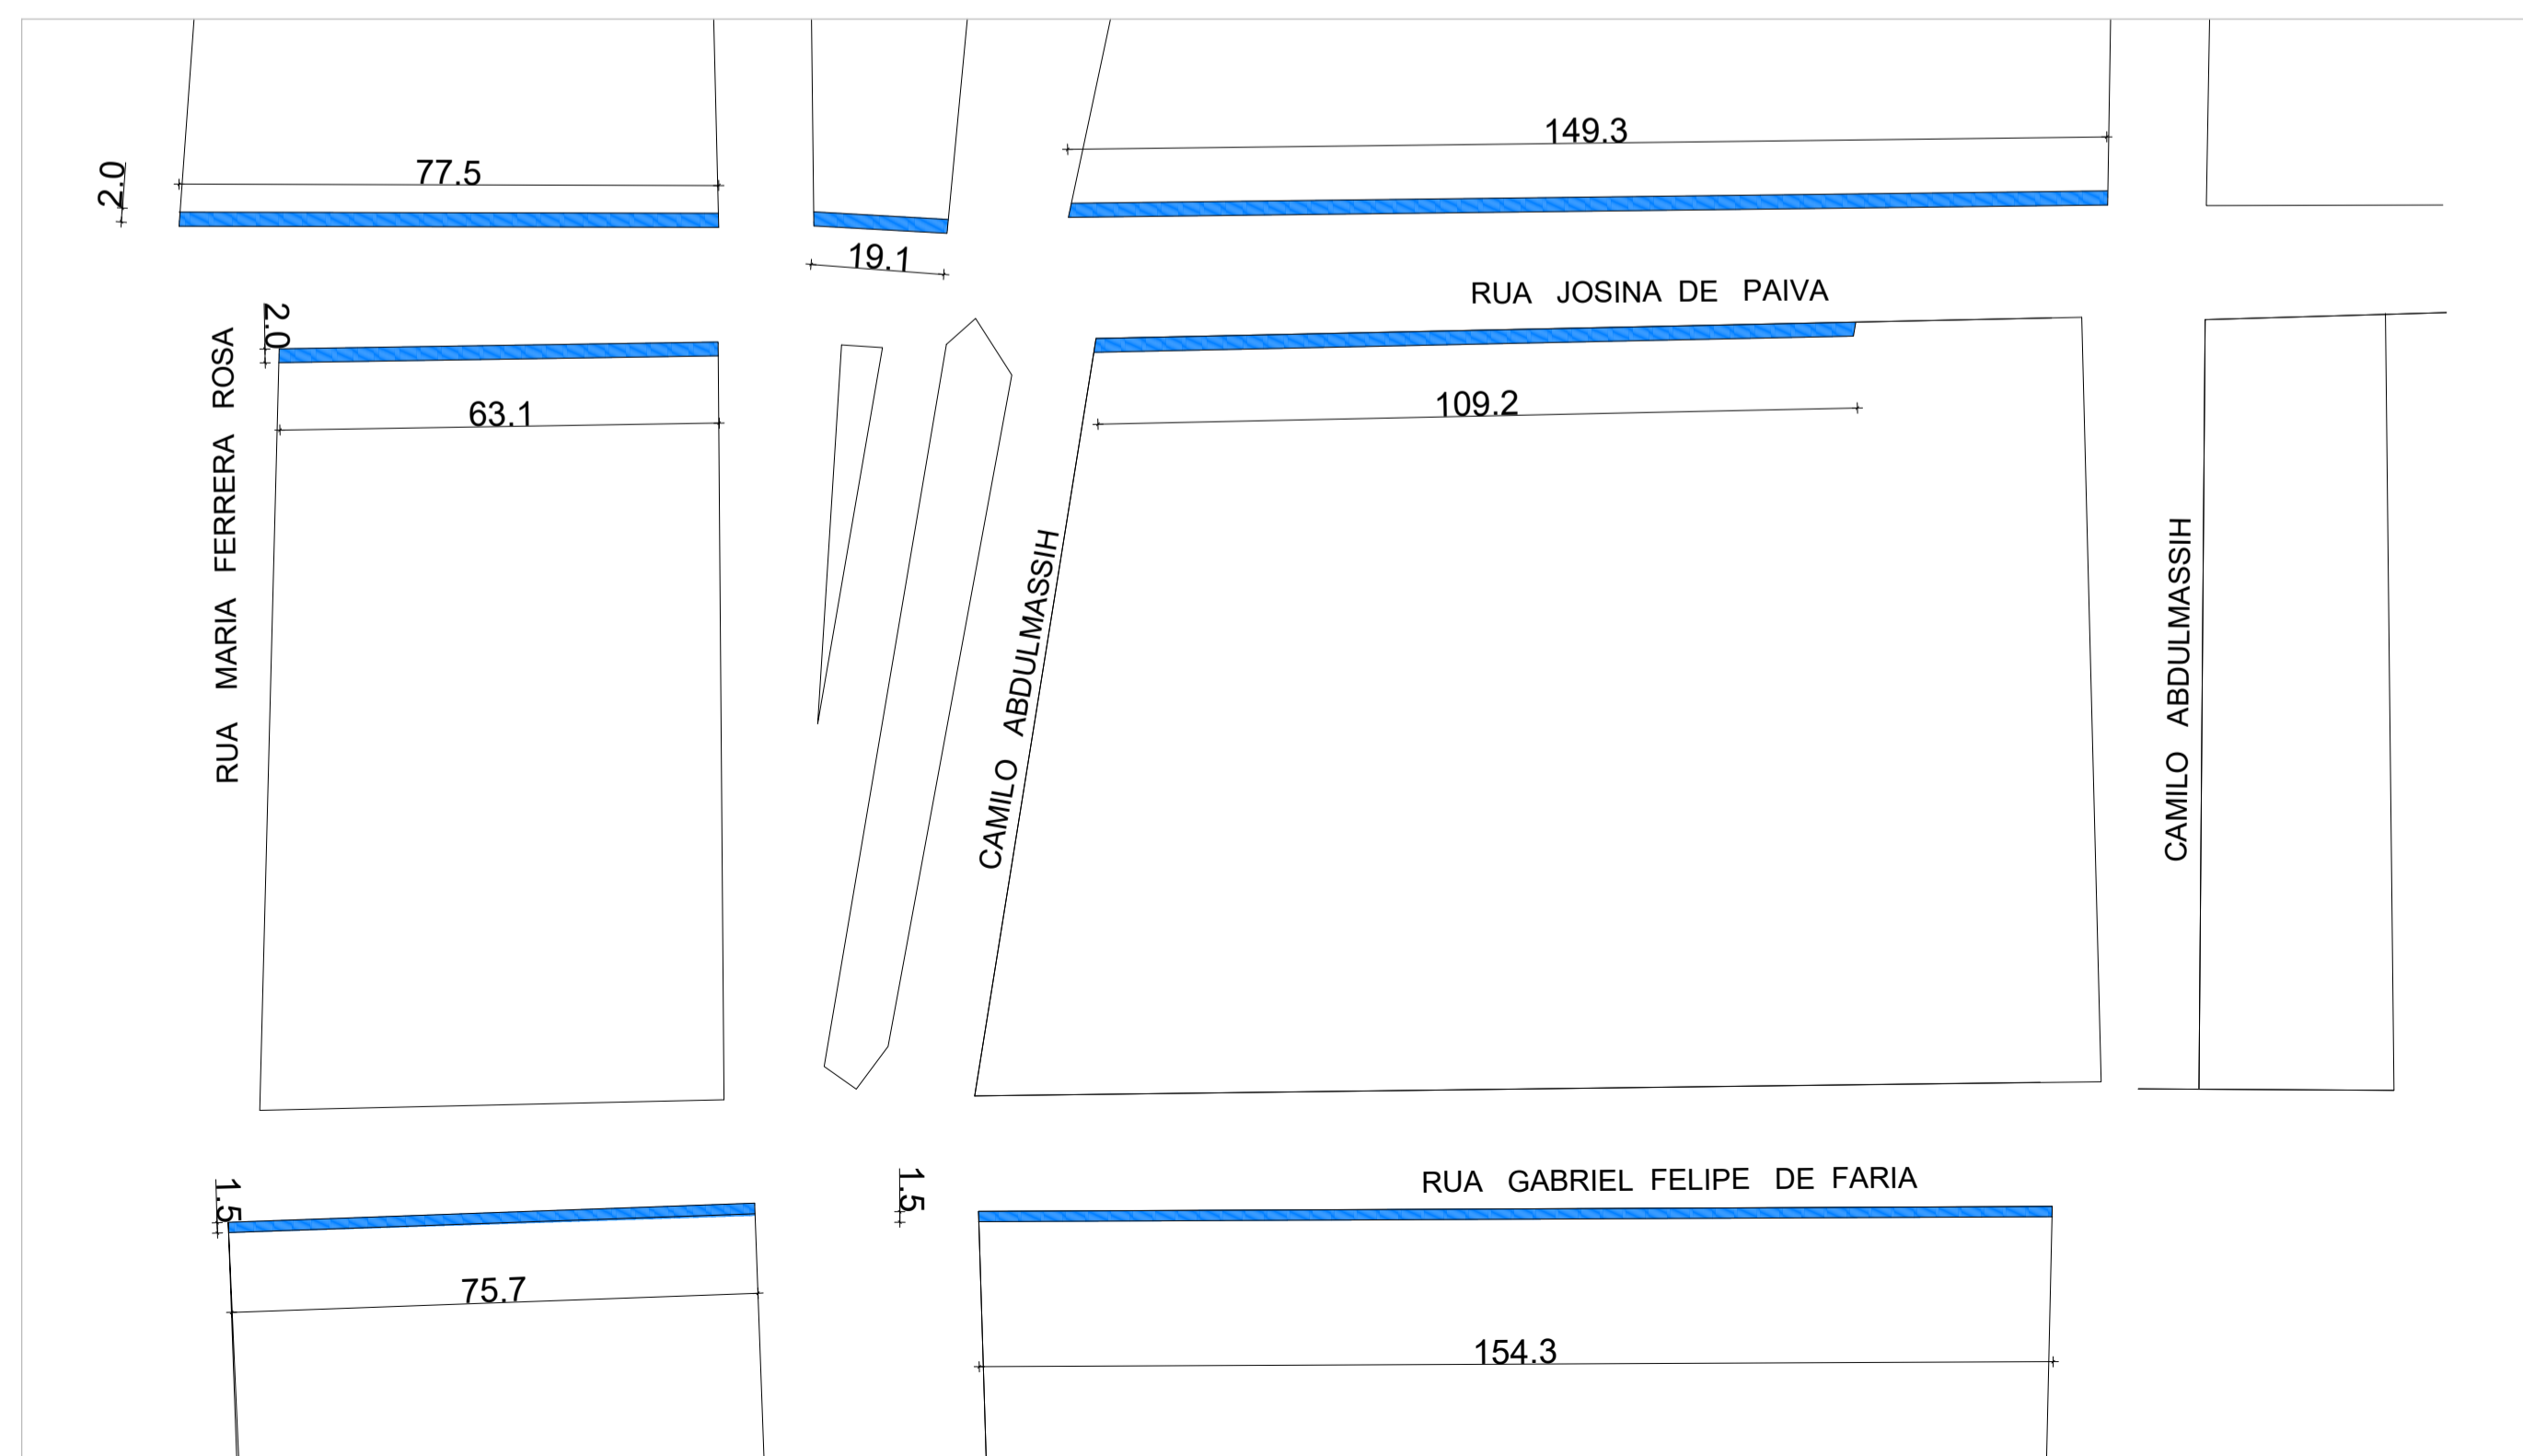 149.3
77.5
2.0
19.1
RUA JOSINA DE PAIVA
2.0
63.1
109.2
RUA MARIA FERRERA ROSA
CAMILO ABDULMASSIH
CAMILO ABDULMASSIH
RUA GABRIEL FELIPE DE FARIA
1.5
1.5
75.7
154.3